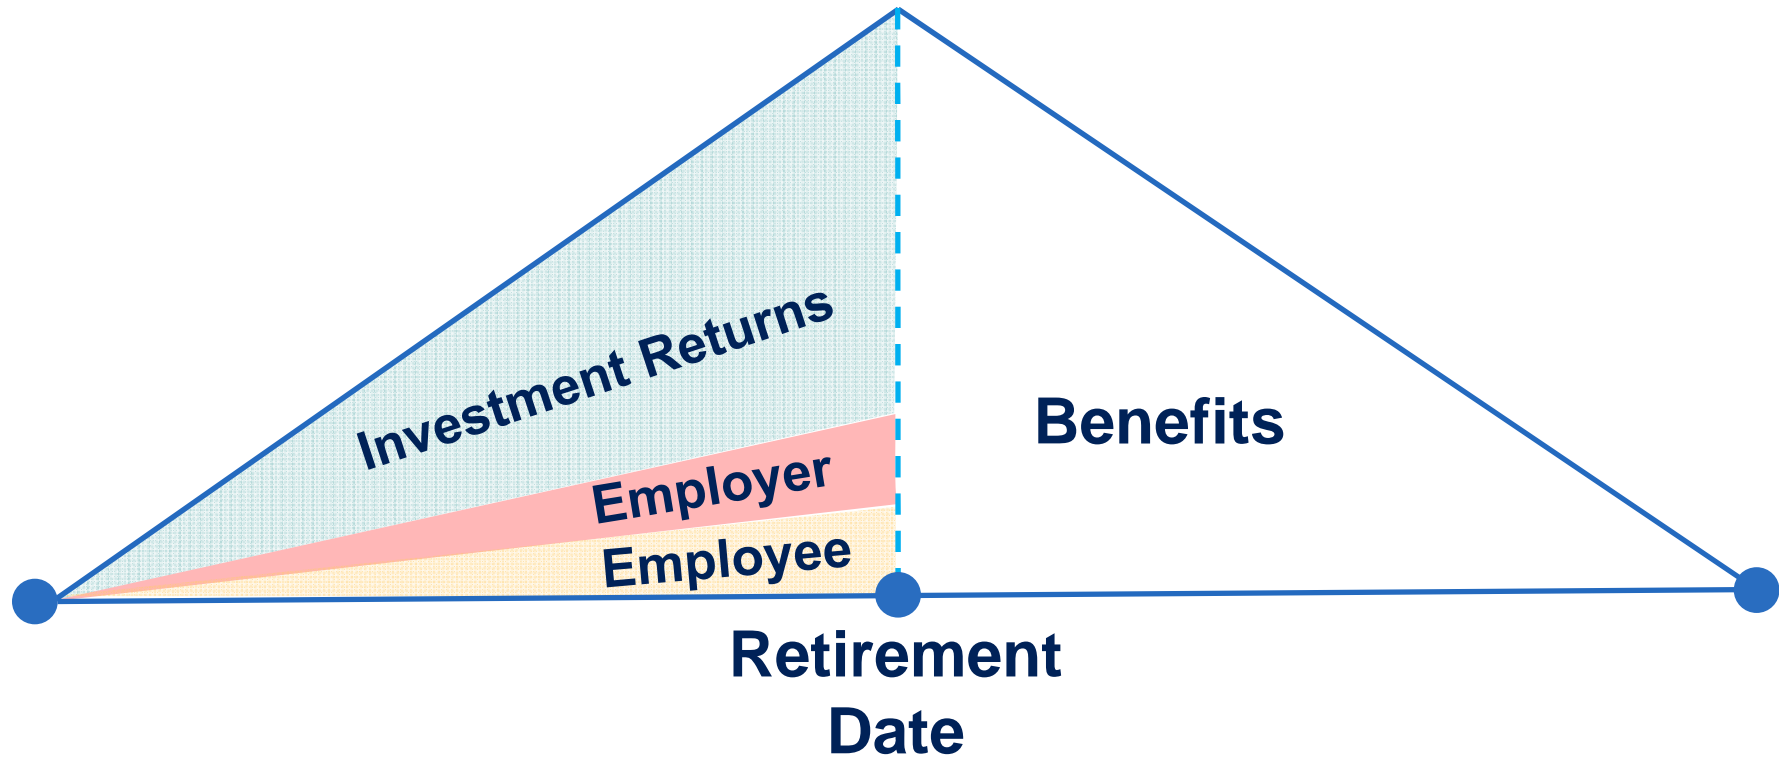 Investment Returns
Employer
Employee
Benefits
Retirement
Date